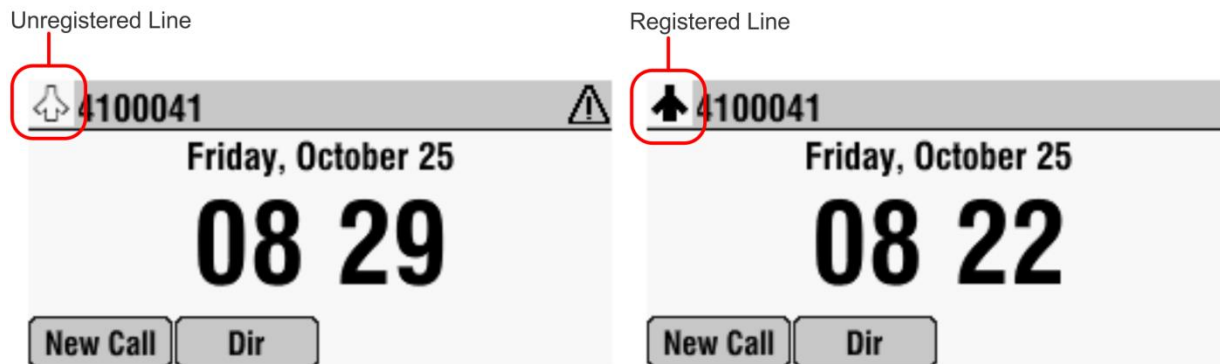 Unregistered Line
Registered Line
4100041
Friday, October 25
08 29
New Call
Dir
4100041
Friday, October 25
08 22
New Call
Dir